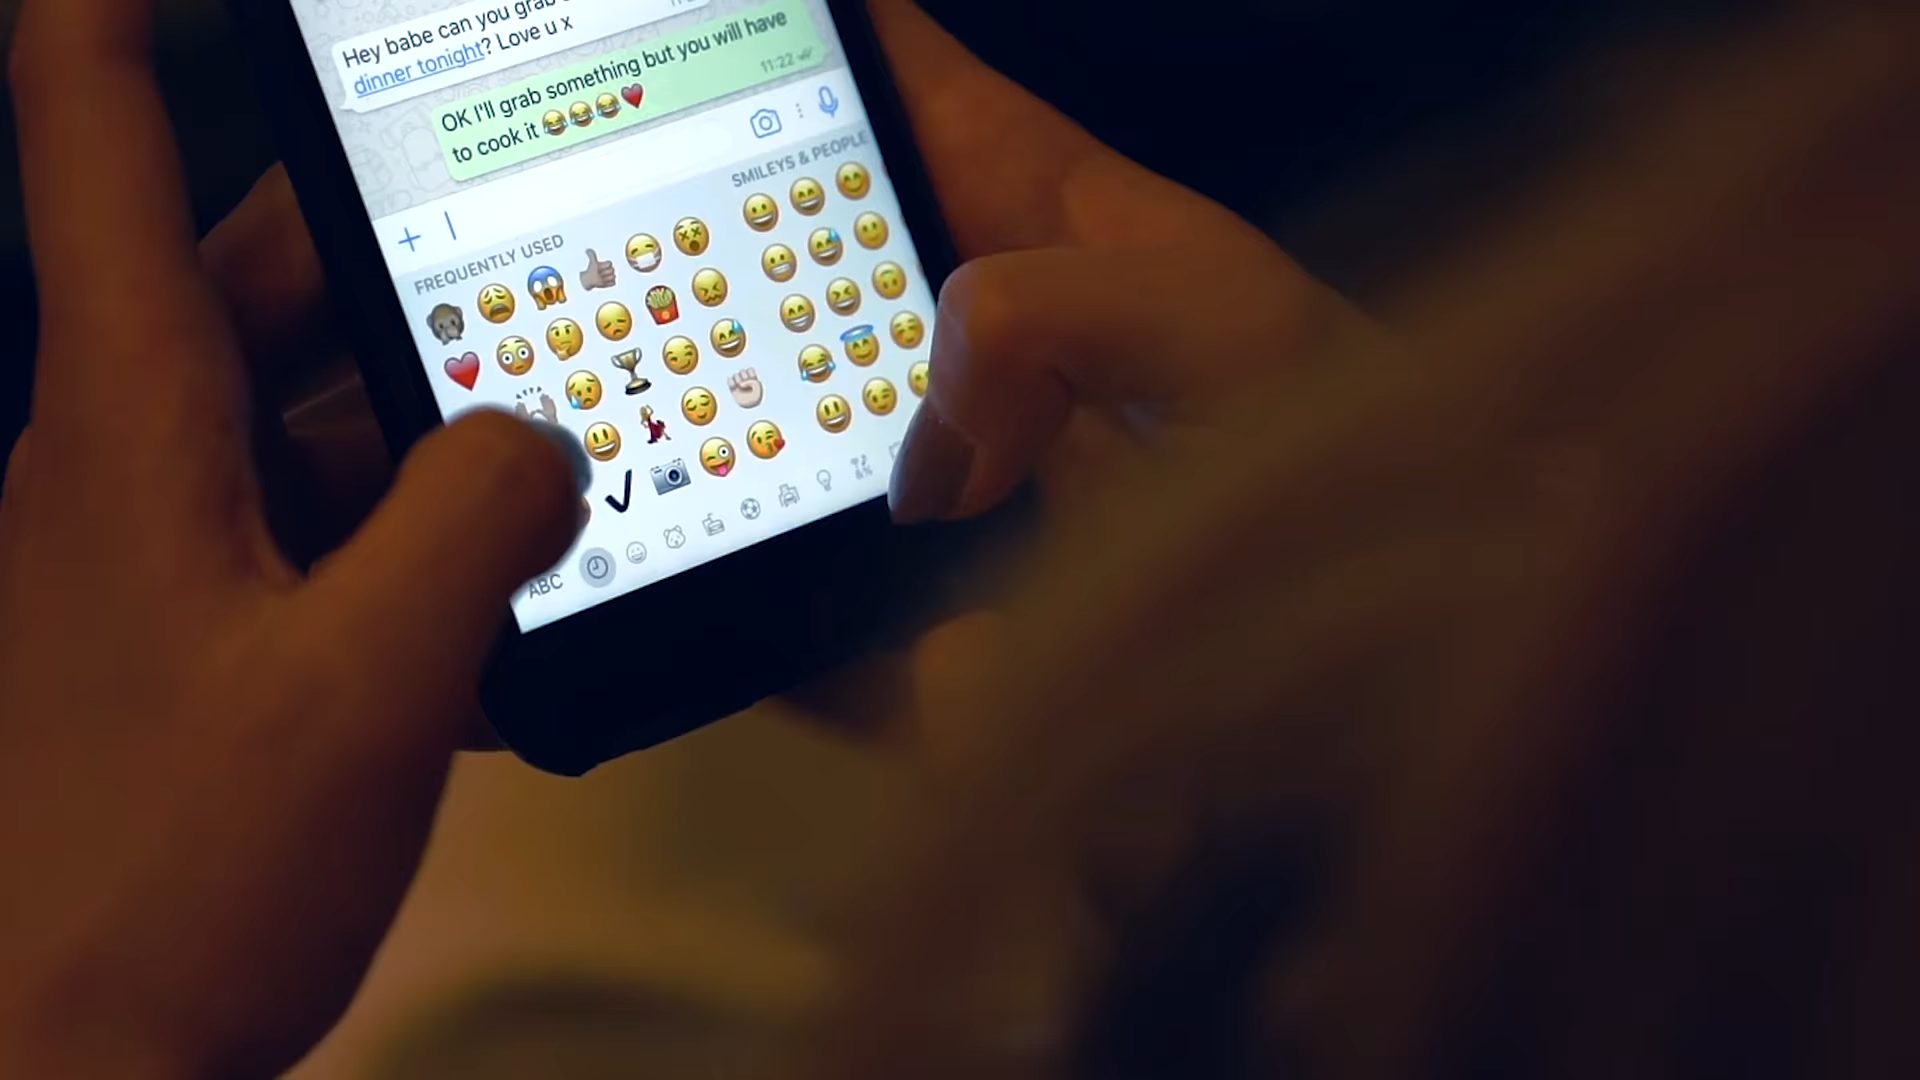 Hey babe can you grab
dinner tonight? Love u x
OK I'll grab something but you will have
to cook it 😂😂😂❤️
11:22
SMILEYS & PEOPLE
FREQUENTLY USED
ABC